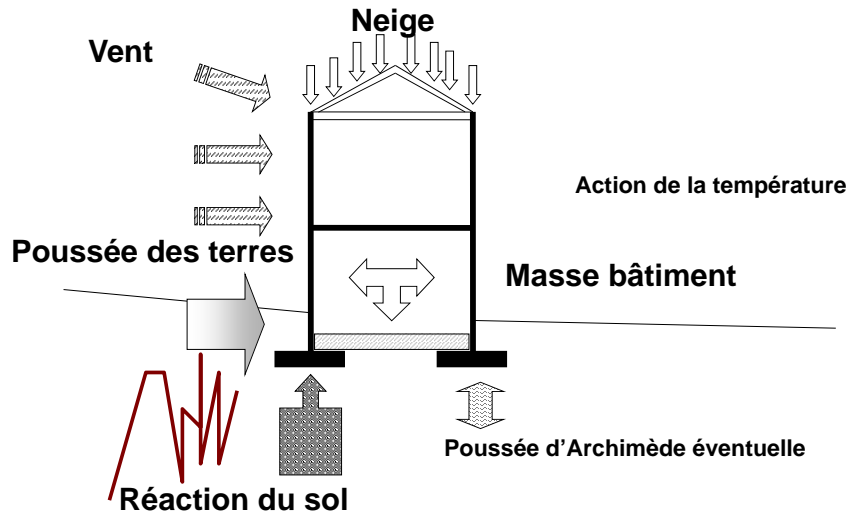 Neige
Vent
Action de la température
Poussée des terres
Masse bâtiment
Poussée d’Archimède éventuelle
Réaction du sol